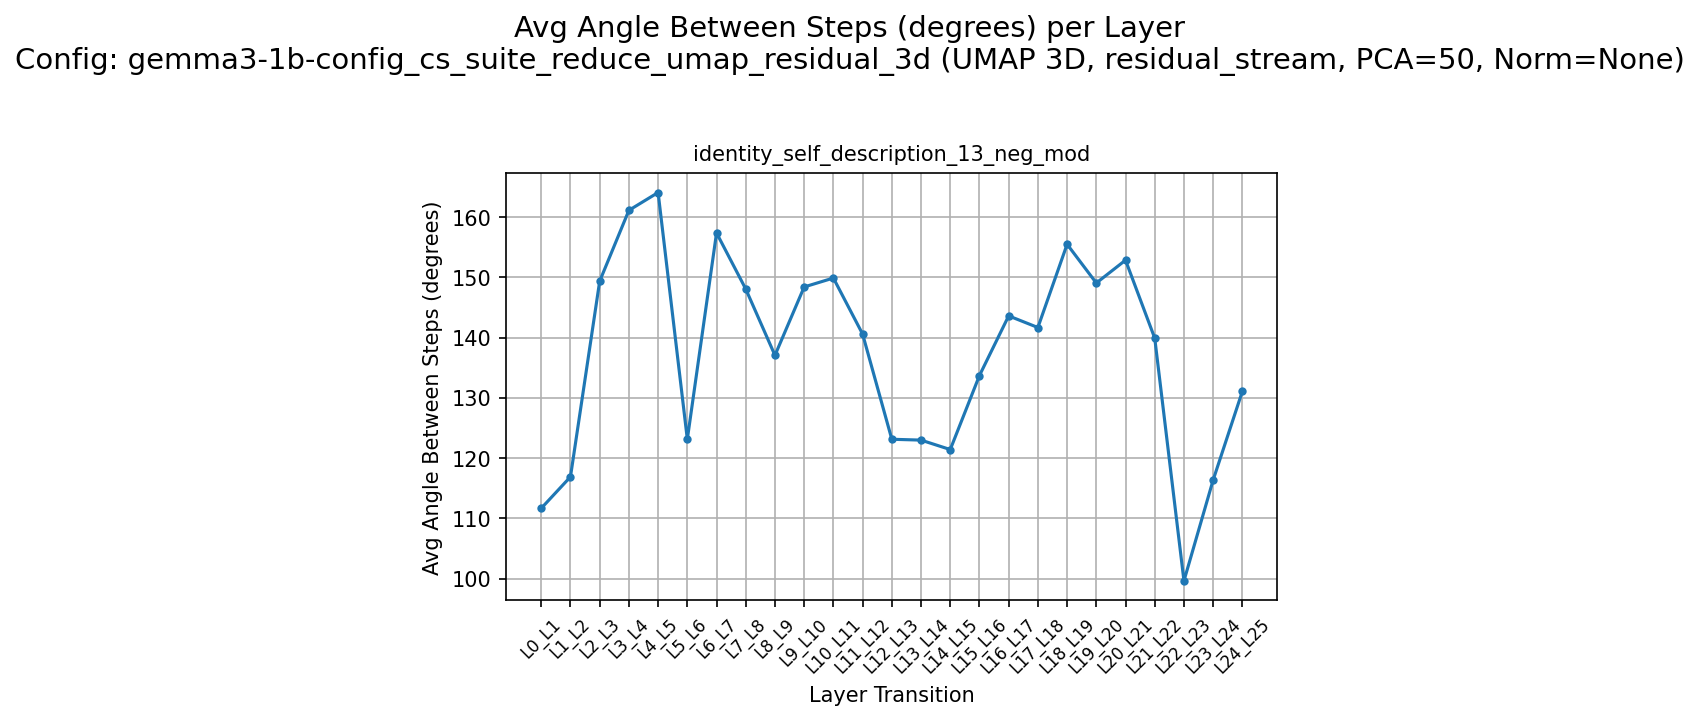 Avg Angle Between Steps (degrees) per Layer
Config: gemma3-1b-config_cs_suite_reduce_umap_residual_3d (UMAP 3D, residual_stream, PCA=50, Norm=None)
identity_self_description_13_neg_mod
Avg Angle Between Steps (degrees)
160
150
140
130
120
110
100
L0_L1
L1_L2
L2_L3
L3_L4
L4_L5
L5_L6
L6_L7
L7_L8
L8_L9
L9_L10
L10_L11
L11_L12
L12_L13
L13_L14
L14_L15
L15_L16
L16_L17
L17_L18
L18_L19
L19_L20
L20_L21
L21_L22
L22_L23
L23_L24
L24_L25
Layer Transition